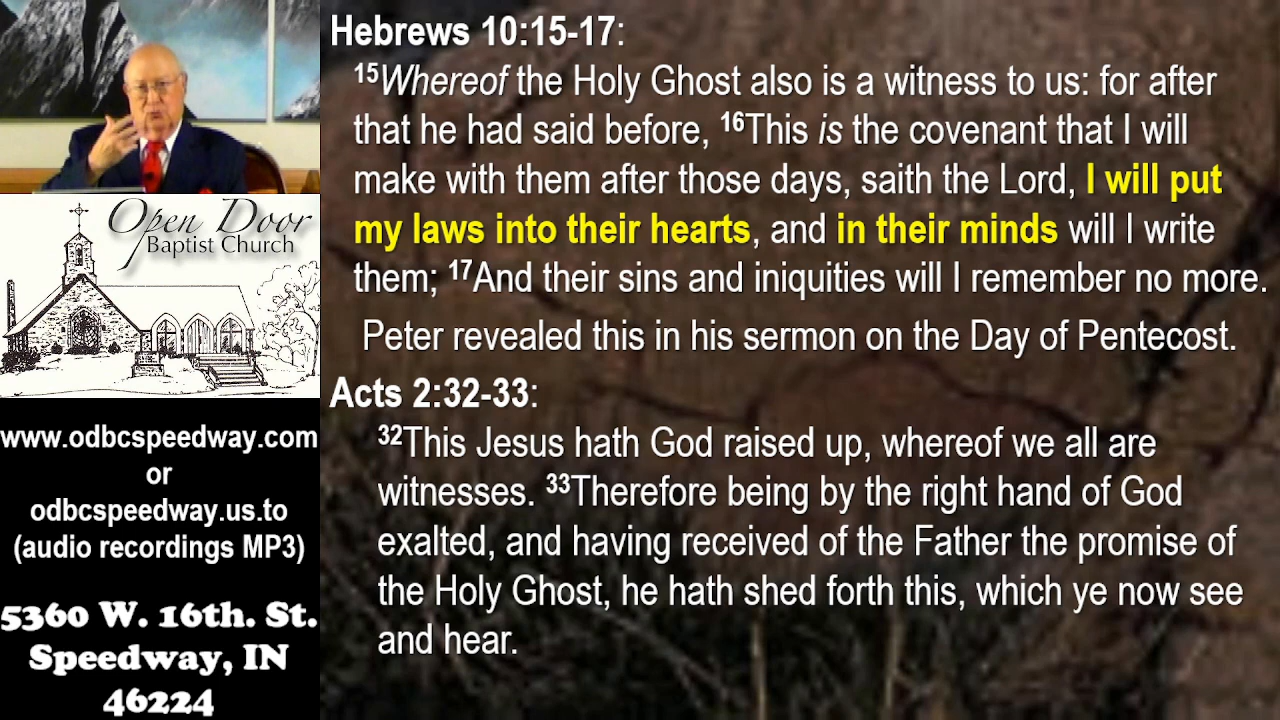 Open Door
Baptist Church
www.odbcspeedway.com
or
odbcspeedway.us.to
(audio recordings MP3)
5360 W. 16th. St.
Speedway, IN
46224
Hebrews 10:15-17:
15Whereof the Holy Ghost also is a witness to us: for after
that he had said before, 16This is the covenant that I will
make with them after those days, saith the Lord, I will put
my laws into their hearts, and in their minds will I write
them; 17And their sins and iniquities will I remember no more.
Peter revealed this in his sermon on the Day of Pentecost.
Acts 2:32-33:
32This Jesus hath God raised up, whereof we all are
witnesses. 33Therefore being by the right hand of God
exalted, and having received of the Father the promise of
the Holy Ghost, he hath shed forth this, which ye now see
and hear.